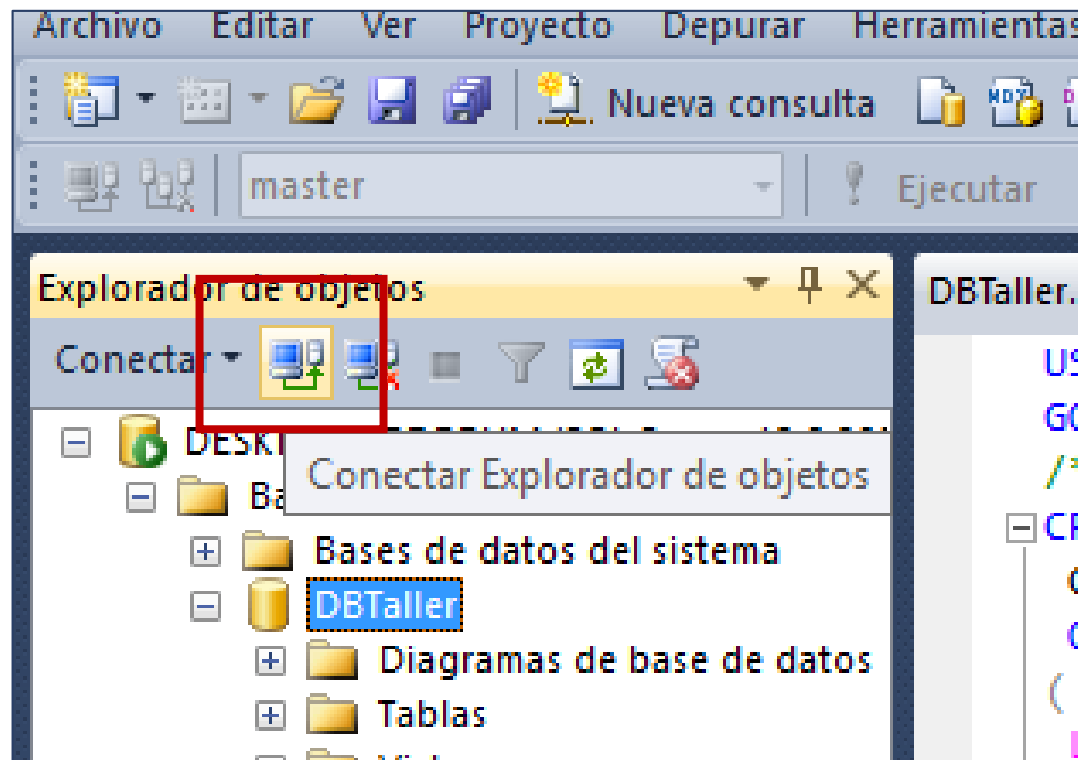 Archivo Editar Ver Proyecto Depurar Herramientas
Nueva consulta
master Ejecutar
Explorador de objetos
DBTaller.
Conectar
Conectar Explorador de objetos
Bases de datos del sistema
DBTaller
Diagramas de base de datos
Tablas